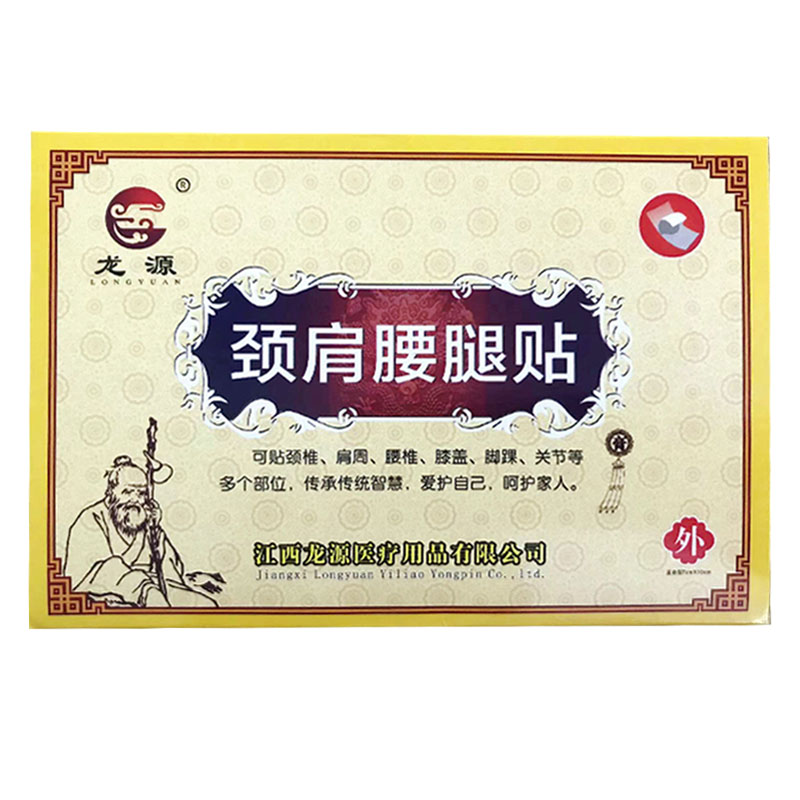 ®
龙源
LONGYUAN
颈肩腰腿贴
可贴颈椎、肩周、腰椎、膝盖、脚踝、关节等
多个部位，传承传统智慧，爱护自己，呵护家人。
膏
江西龙源医疗用品有限公司
Jiangxi Longyuan Yiliao Yongpin Co.,ltd.
外